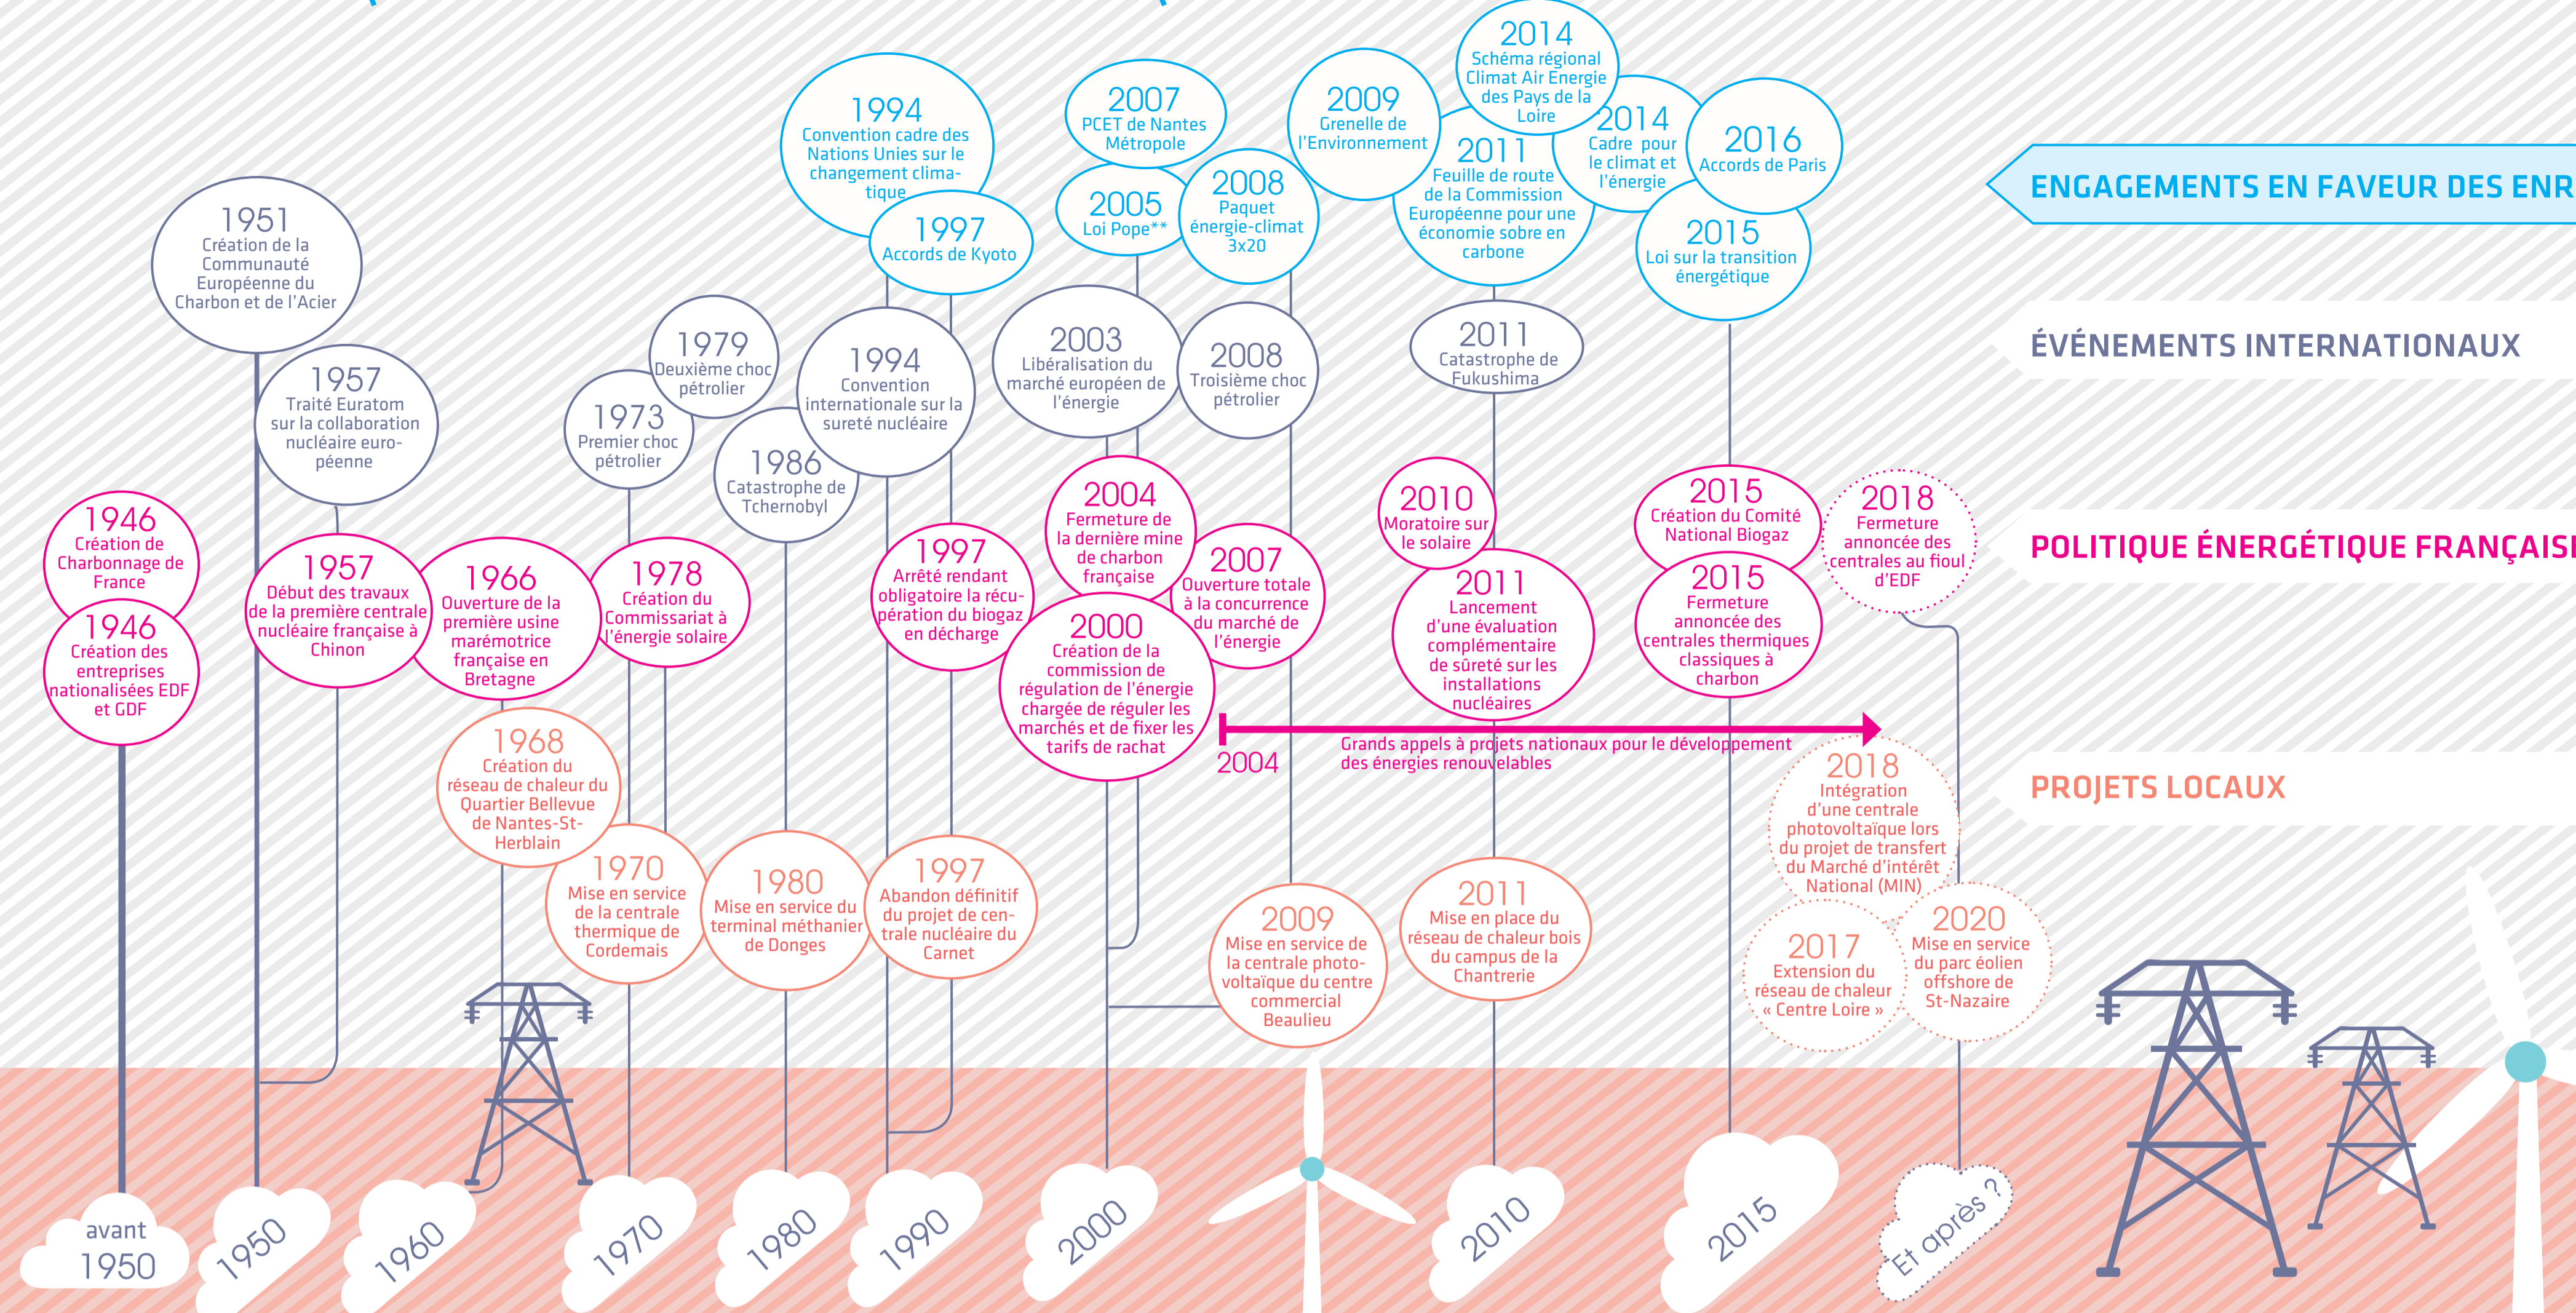 1994
Convention cadre des
Nations Unies sur le
changement clima-
tique
1997
Accords de Kyoto
2007
PCET de Nantes
Métropole
2005
Loi Pope**
2008
Paquet
énergie-climat
3x20
2009
Grenelle de
l'Environnement
2011
Feuille de route
de la Commission
Européenne pour une
économie sobre en
carbone
2014
Schéma régional
Climat Air Energie
des Pays de la
Loire
2014
Cadre pour
le climat et
l'énergie
2016
Accords de Paris
2015
Loi sur la transition
énergétique
ENGAGEMENTS EN FAVEUR DES ENR
1951
Création de la
Communauté
Européenne du
Charbon et de l'Acier
1957
Traité Euratom
sur la collaboration
nucléaire euro-
péenne
1973
Premier choc
pétrolier
1979
Deuxième choc
pétrolier
1986
Catastrophe de
Tchernobyl
1994
Convention
internationale sur la
sureté nucléaire
2003
Libéralisation du
marché européen de
l'énergie
2008
Troisième choc
pétrolier
2011
Catastrophe de
Fukushima
ÉVÉNEMENTS INTERNATIONAUX
1946
Création de
Charbonnage de
France
1946
Création des
entreprises
nationalisées EDF
et GDF
1957
Début des travaux
de la première centrale
nucléaire française à
Chinon
1966
Ouverture de la
première usine
marémotrice
française en
Bretagne
1978
Création du
Commissariat à
l'énergie solaire
1997
Arrêté rendant
obligatoire la récu-
pération du biogaz
en décharge
2004
Fermeture de
la dernière mine
de charbon
française
2000
Création de la
commission de
régulation de l'énergie
chargée de réguler les
marchés et de fixer les
tarifs de rachat
2007
Ouverture totale
à la concurrence
du marché de
l'énergie
2010
Moratoire sur
le solaire
2011
Lancement
d'une évaluation
complémentaire
de sûreté sur les
installations
nucléaires
2015
Création du Comité
National Biogaz
2015
Fermeture
annoncée des
centrales thermiques
classiques à
charbon
2018
Fermeture
annoncée des
centrales au fioul
d'EDF
POLITIQUE ÉNERGÉTIQUE FRANÇAIS
2004
Grands appels à projets nationaux pour le développement
des énergies renouvelables
1968
Création du
réseau de chaleur du
Quartier Bellevue
de Nantes-St-
Herblain
1970
Mise en service
de la centrale
thermique de
Cordemais
1980
Mise en service du
terminal méthanier
de Donges
1997
Abandon définitif
du projet de cen-
trale nucléaire du
Carnet
2009
Mise en service de
la centrale photo-
voltaïque du centre
commercial
Beaulieu
2011
Mise en place du
réseau de chaleur bois
du campus de la
Chantrerie
2018
Intégration
d'une centrale
photovoltaïque lors
du projet de transfert
du Marché d'intérêt
National (MIN)
2017
Extension du
réseau de chaleur
« Centre Loire »
2020
Mise en service
du parc éolien
offshore de
St-Nazaire
PROJETS LOCAUX
avant
1950
1950
1960
1970
1980
1990
2000
2010
2015
Et après ?